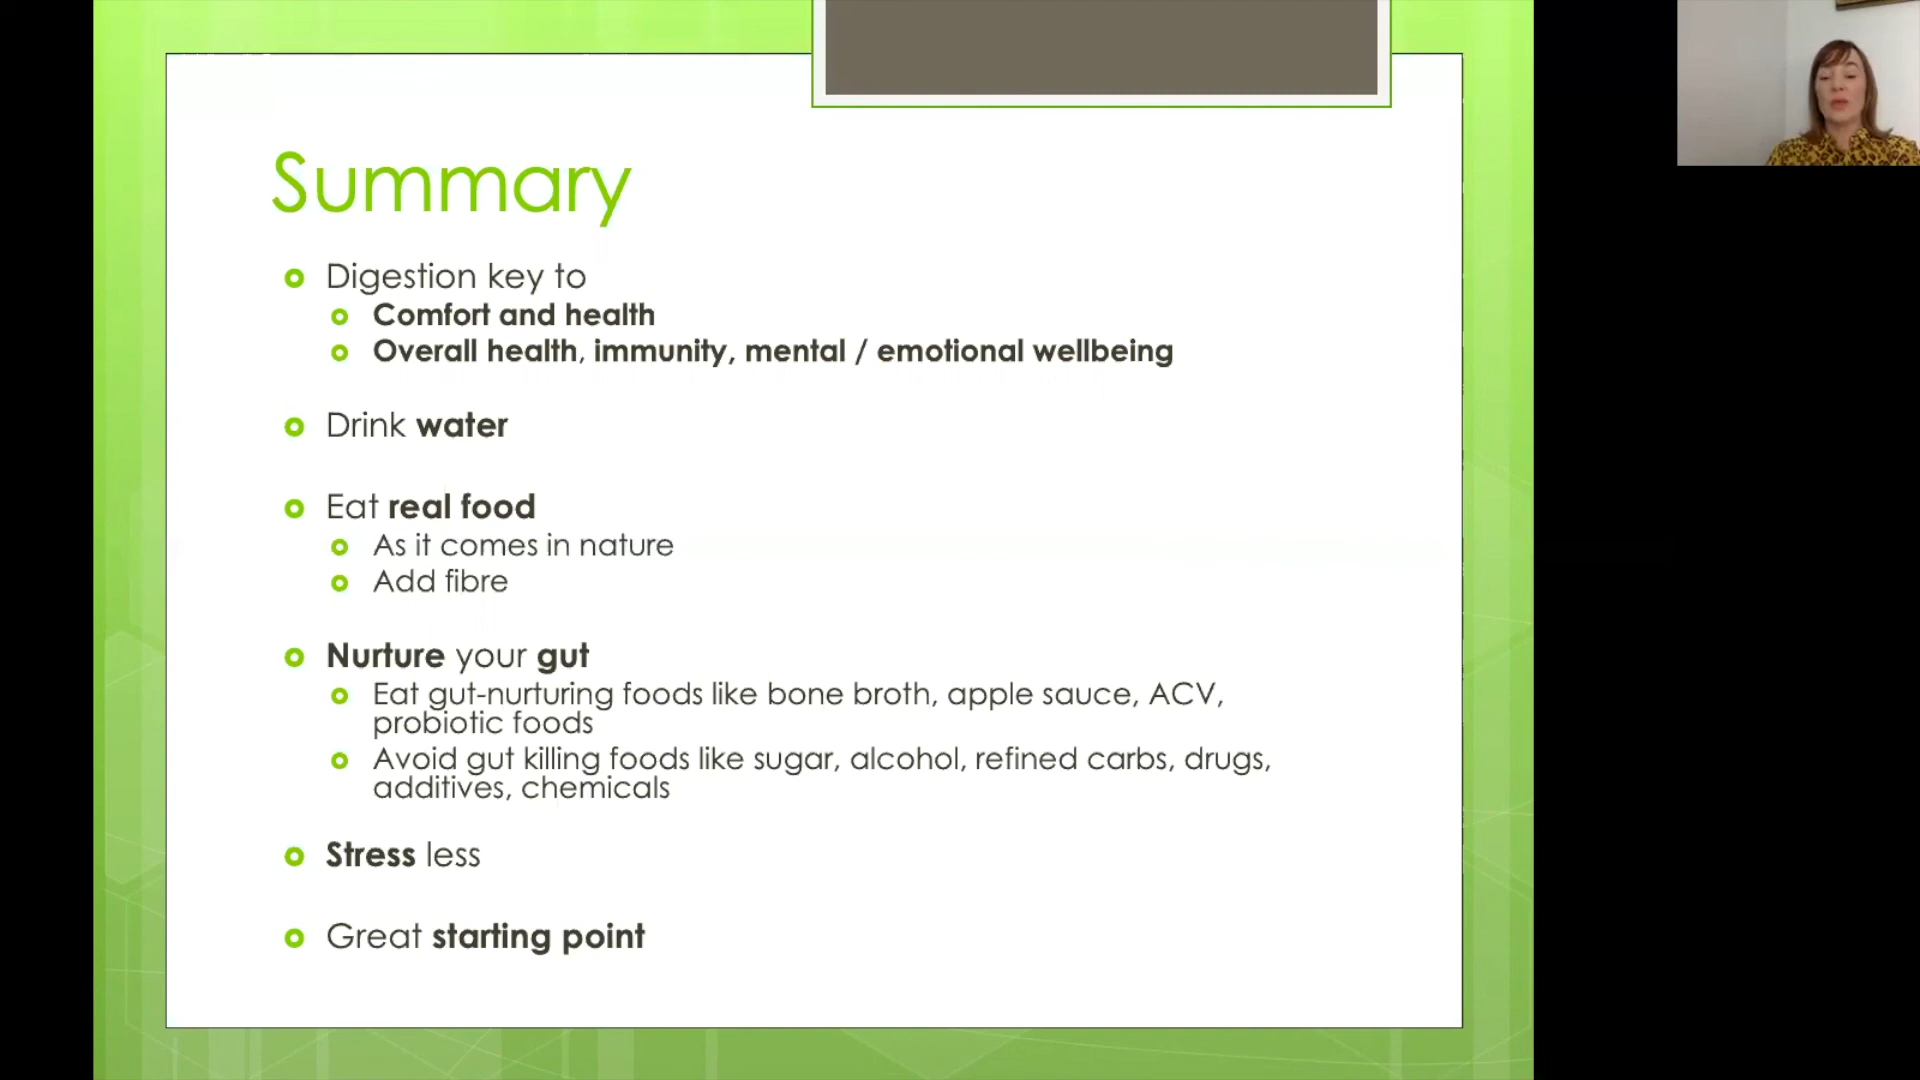 Summary
Digestion key to
Comfort and health
Overall health, immunity, mental / emotional wellbeing
Drink water
Eat real food
As it comes in nature
Add fibre
Nurture your gut
Eat gut-nurturing foods like bone broth, apple sauce, ACV,
probiotic foods
Avoid gut killing foods like sugar, alcohol, refined carbs, drugs,
additives, chemicals
Stress less
Great starting point